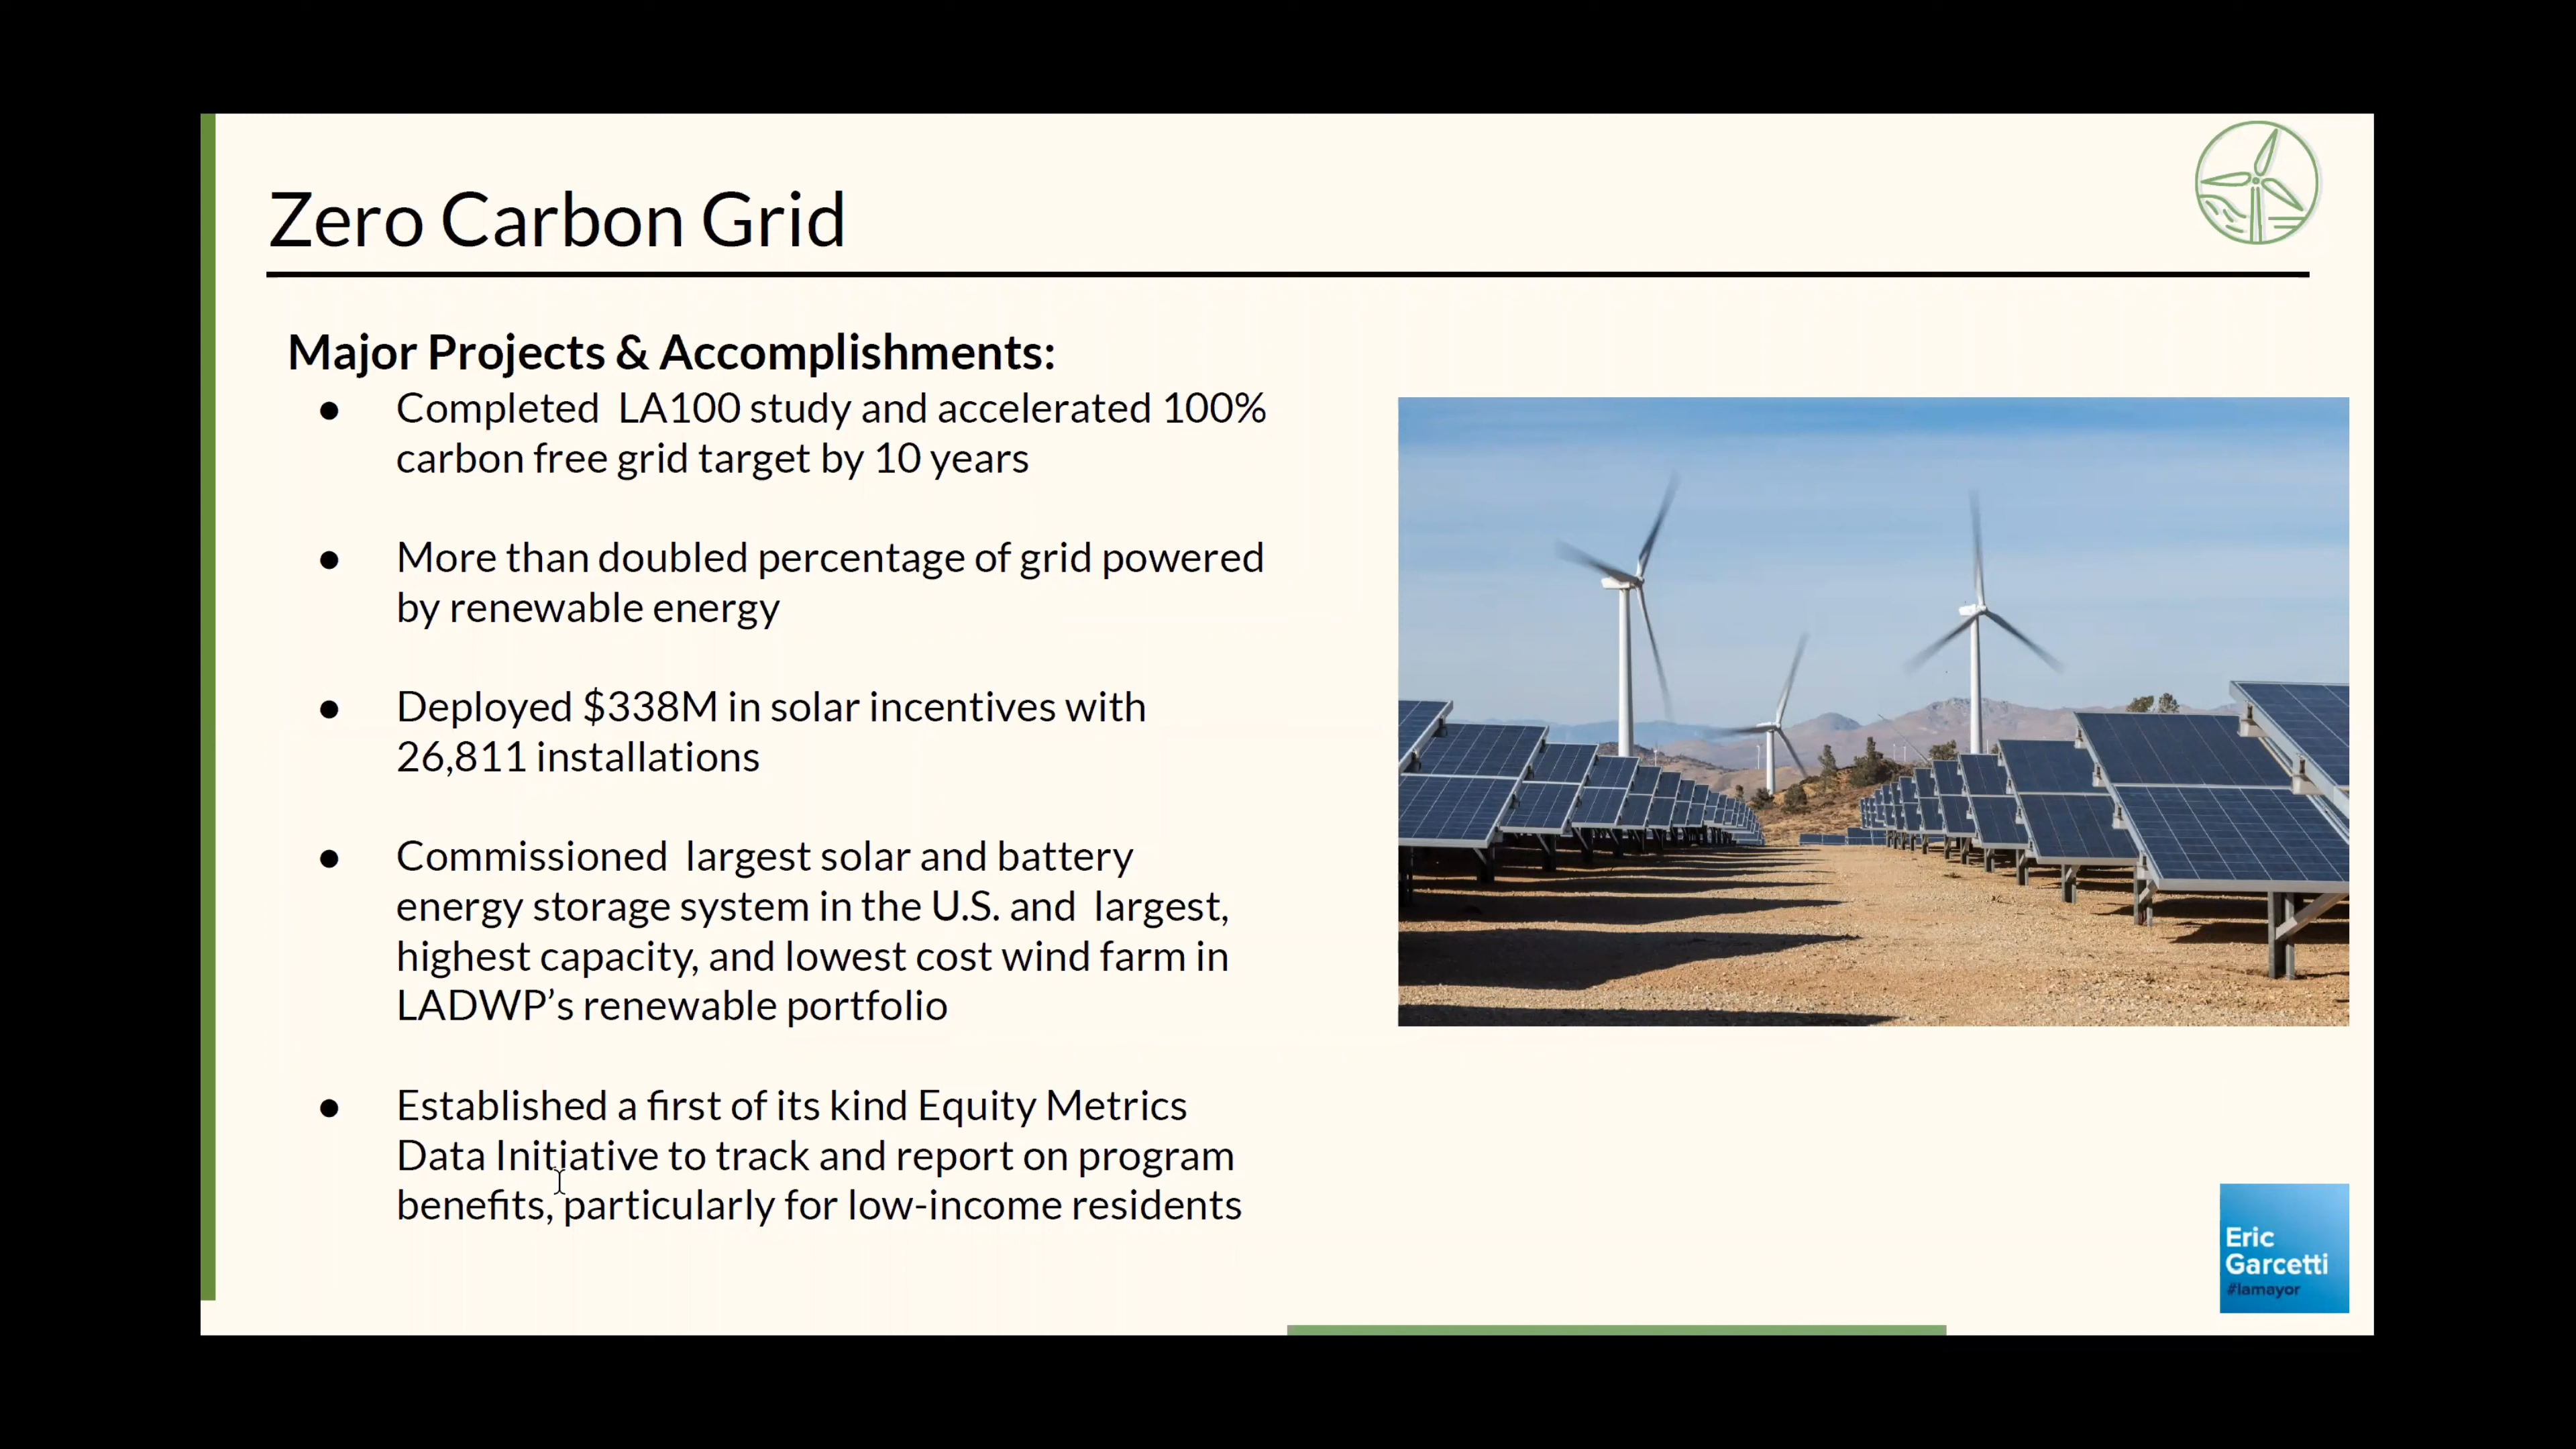 Zero Carbon Grid
Major Projects & Accomplishments:
● Completed  LA100 study and accelerated 100%
carbon free grid target by 10 years
● More than doubled percentage of grid powered
by renewable energy
● Deployed $338M in solar incentives with
26,811 installations
● Commissioned  largest solar and battery
energy storage system in the U.S. and  largest,
highest capacity, and lowest cost wind farm in
LADWP’s renewable portfolio
● Established a first of its kind Equity Metrics
Data Initiative to track and report on program
benefits, particularly for low-income residents
Eric
Garcetti
#lamayor